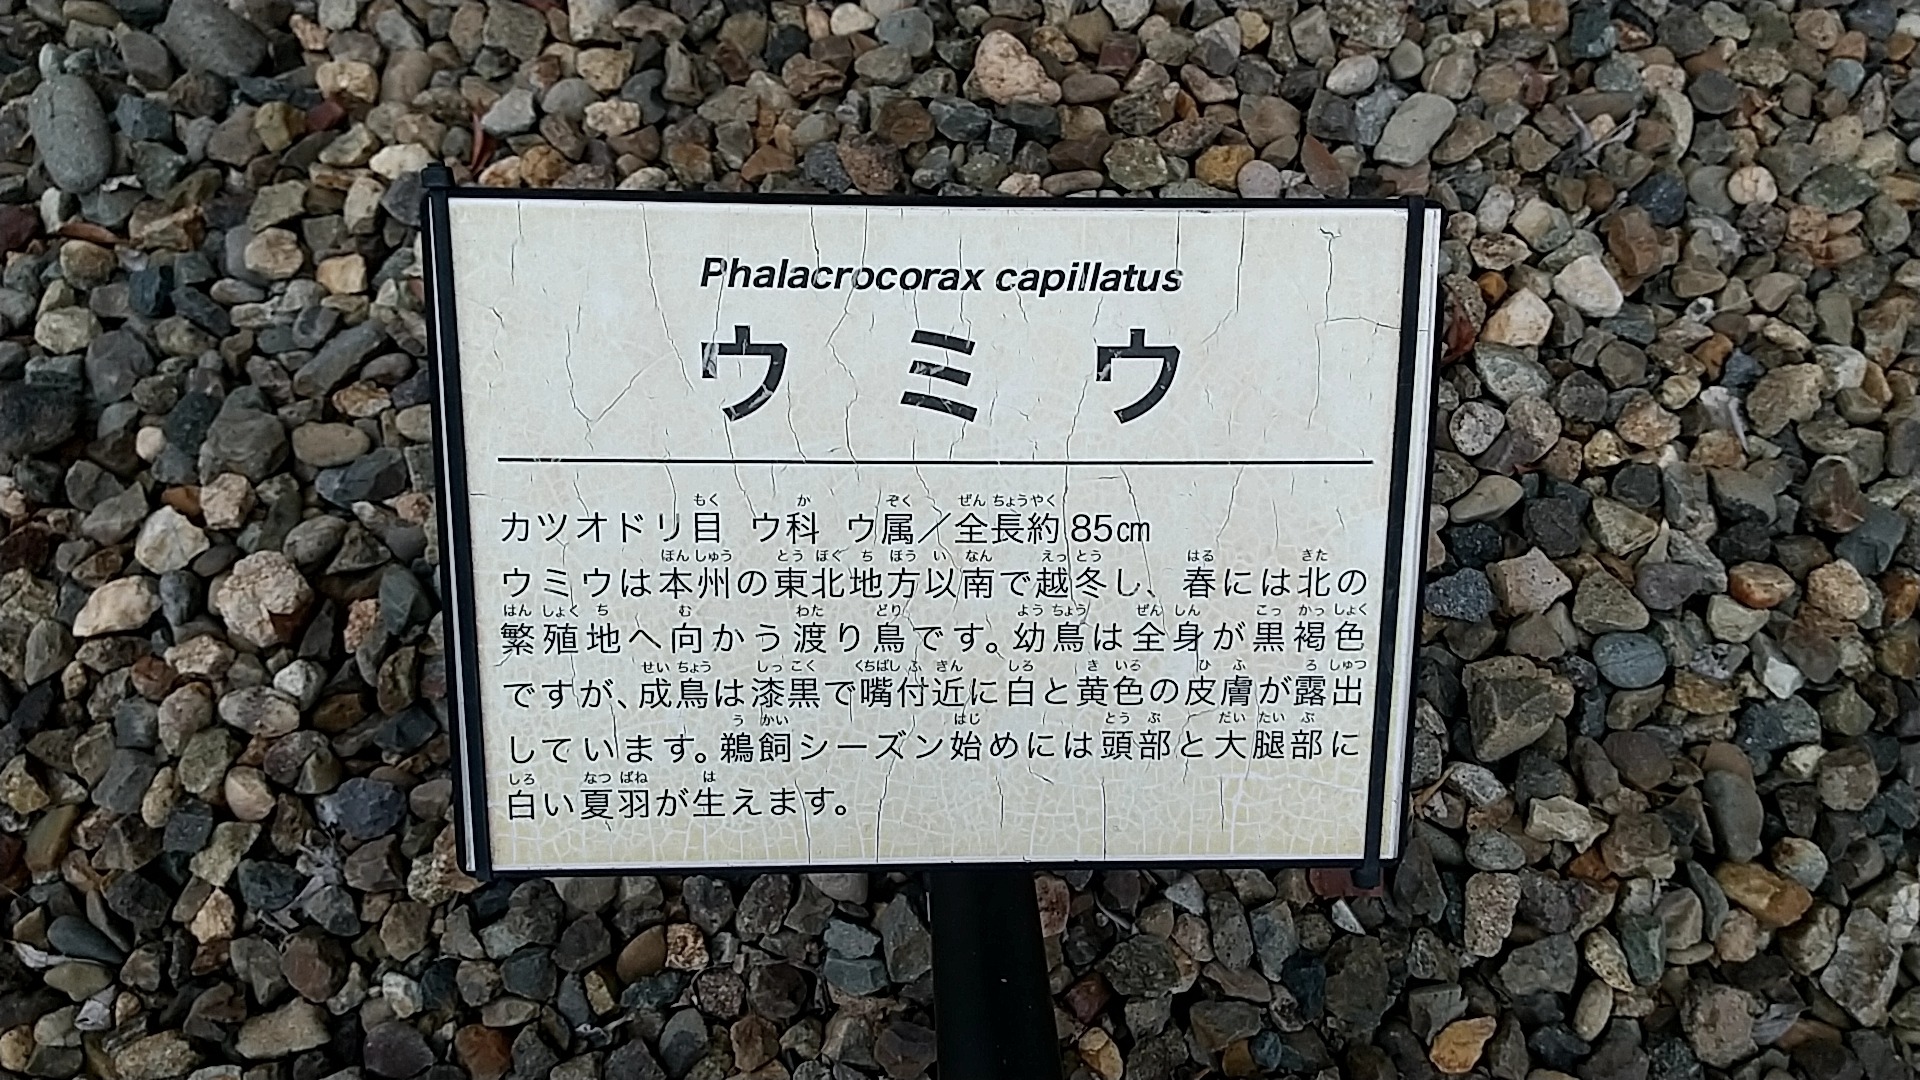 Phalacrocorax capillatus
ウミウ
カツオドリ目 ウ科 ウ属／全長約85㎝
ウミウは本州の東北地方以南で越冬し、春には北の
繁殖地へ向かう渡り鳥です。幼鳥は全身が黒褐色
ですが、成鳥は漆黒で嘴付近に白と黄色の皮膚が露出
しています。鵜飼シーズン始めには頭部と大腿部に
白い夏羽が生えます。